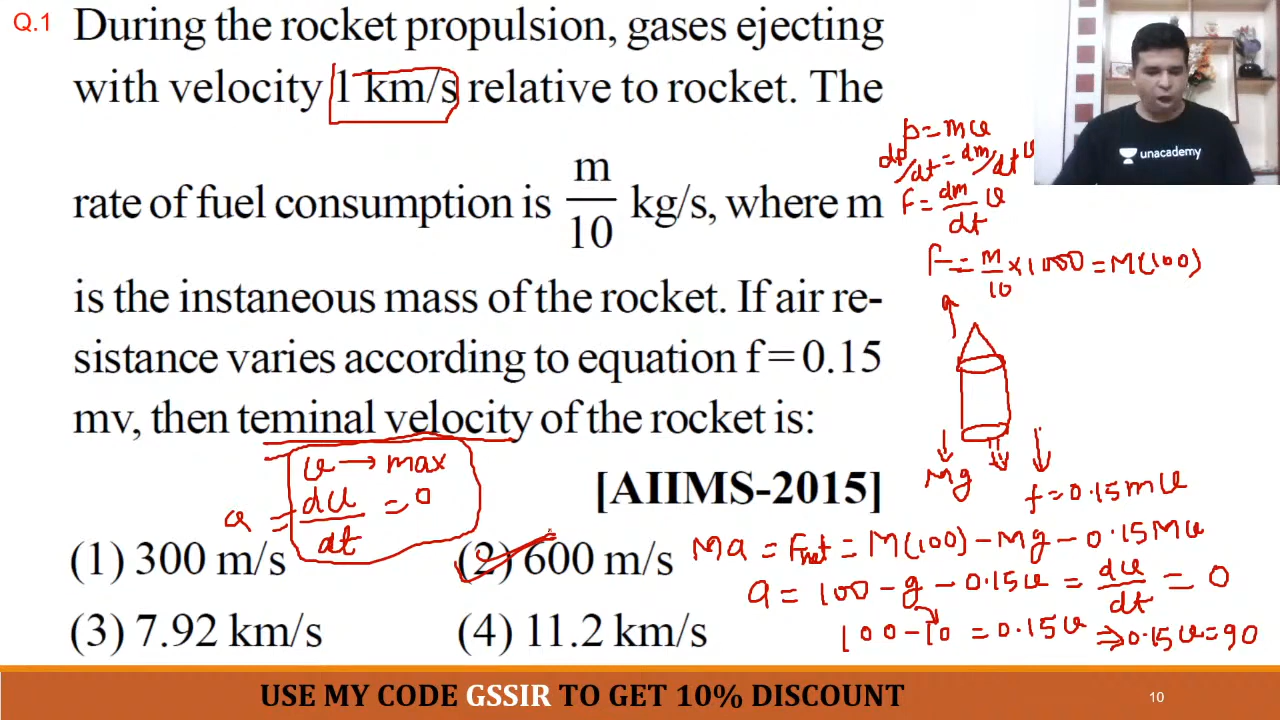 Q.1
During the rocket propulsion, gases ejecting
with velocity 1 km/s relative to rocket. The
rate of fuel consumption is m/10 kg/s, where m
is the instaneous mass of the rocket. If air re-
sistance varies according to equation f = 0.15
mv, then teminal velocity of the rocket is:
[AIIMS-2015]
(1) 300 m/s (2) 600 m/s
(3) 7.92 km/s (4) 11.2 km/s
v → max
a = dv/dt = 0
p = mv
dp/dt = dm/dt v
F = dm/dt v
F = m/10 × 1000 = M(100)
Mg
f = 0.15mv
Ma = Fnet = M(100) - Mg - 0.15Mv
a = 100 - g - 0.15v = dv/dt = 0
100 - 10 = 0.15v ⇒ 0.15v = 90
unacademy
USE MY CODE GSSIR TO GET 10% DISCOUNT
10